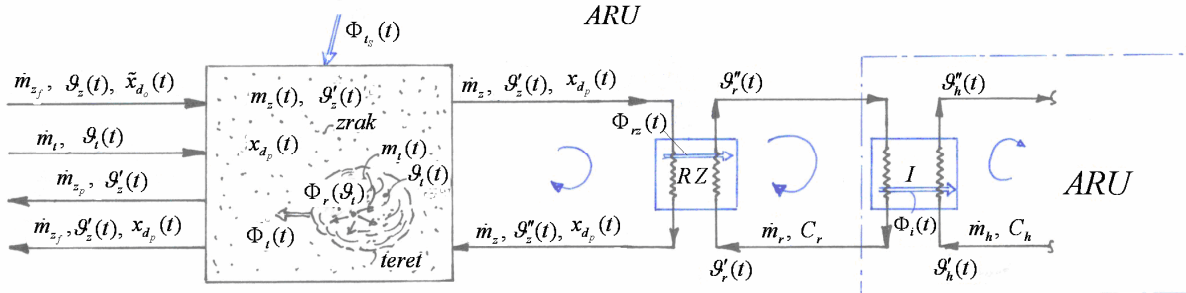 ARU
Φ_{t_s}(t)
ṁ_{z_f}, ϑ_z(t), x̃_{d_o}(t)
ṁ_t, ϑ_t(t)
ṁ_{z_p}, ϑ'_z(t)
ṁ_{z_f}, ϑ'_z(t), x_{d_p}(t)
m_z(t), ϑ'_z(t)
zrak
x_{d_p}(t)
m_t(t)
ϑ_t(t)
Φ_r(ϑ_t)
Φ_t(t)
teret
ṁ_z, ϑ'_z(t), x_{d_p}(t)
ṁ_z, ϑ''_z(t), x_{d_p}(t)
Φ_{rz}(t)
RZ
ϑ''_r(t)
ṁ_r, C_r
ϑ'_r(t)
I
Φ_i(t)
ϑ''_h(t)
ARU
ṁ_h, C_h
ϑ'_h(t)